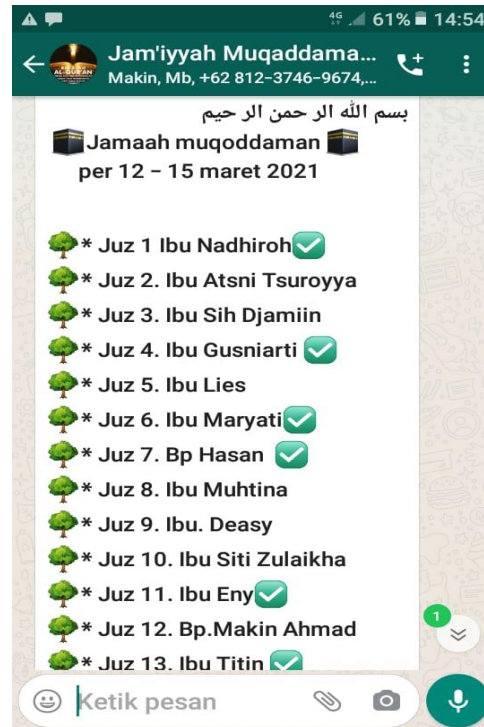 4G 61% 14:54
Jam'iyyah Muqaddama...
Makin, Mb, +62 812-3746-9674,...
بسم الله الر حمن الر حيم
🕋Jamaah muqoddaman 🕋
per 12 – 15 maret 2021
🌳* Juz 1 Ibu Nadhiroh✅
🌳* Juz 2. Ibu Atsni Tsuroyya
🌳* Juz 3. Ibu Sih Djamiin
🌳* Juz 4. Ibu Gusniarti ✅
🌳* Juz 5. Ibu Lies
🌳* Juz 6. Ibu Maryati✅
🌳* Juz 7. Bp Hasan ✅
🌳* Juz 8. Ibu Muhtina
🌳* Juz 9. Ibu. Deasy
🌳* Juz 10. Ibu Siti Zulaikha
🌳* Juz 11. Ibu Eny✅
🌳* Juz 12. Bp.Makin Ahmad
1
🌳* Juz 13. Ibu Titin ✅
Ketik pesan